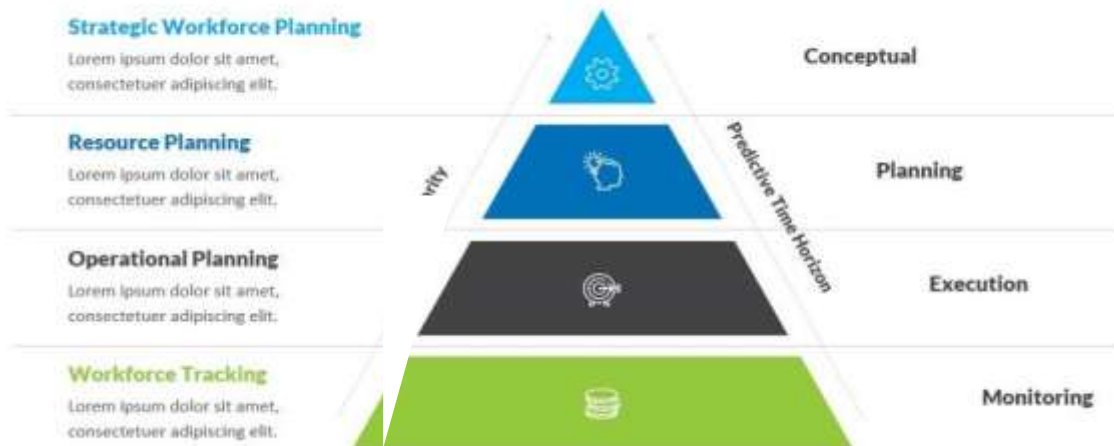 Strategic Workforce Planning
Lorem ipsum dolor sit amet,
consectetuer adipiscing elit.
Conceptual
Resource Planning
Lorem ipsum dolor sit amet,
consectetuer adipiscing elit.
Planning
Predictive Time Horizon
Operational Planning
Lorem ipsum dolor sit amet,
consectetuer adipiscing elit.
Execution
Workforce Tracking
Lorem ipsum dolor sit amet,
consectetuer adipiscing elit.
Monitoring